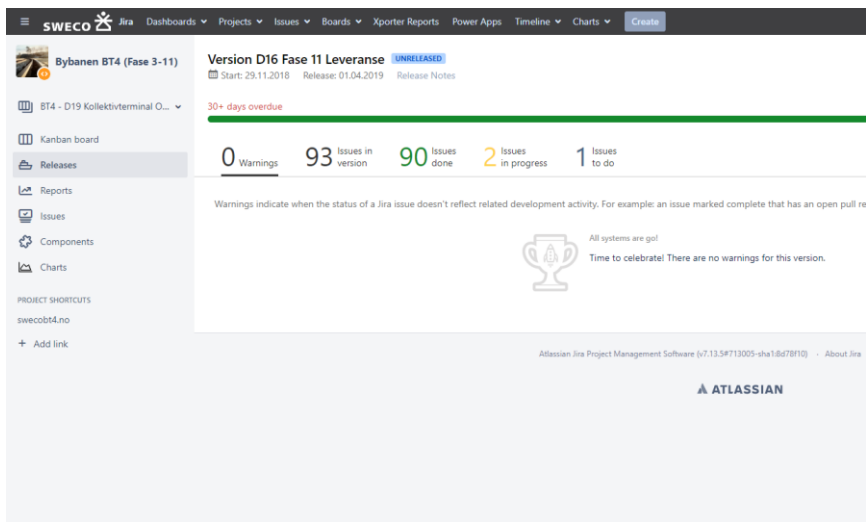 SWECO Jira Dashboards Projects Issues Boards Xporter Reports Power Apps Timeline Charts Create
Bybanen BT4 (Fase 3-11)
BT4 - D19 Kollektivterminal O...
Kanban board
Releases
Reports
Issues
Components
Charts
PROJECT SHORTCUTS
swecobt4.no
+ Add link
Version D16 Fase 11 Leveranse UNRELEASED
Start: 29.11.2018 Release: 01.04.2019 Release Notes
30+ days overdue
0 Warnings
93 Issues in version
90 Issues done
2 Issues in progress
1 Issues to do
Warnings indicate when the status of a Jira issue doesn't reflect related development activity. For example: an issue marked complete that has an open pull re
All systems are go!
Time to celebrate! There are no warnings for this version.
Atlassian Jira Project Management Software (v7.13.5#713005-sha1:8d78f10) · About Jira
ATLASSIAN